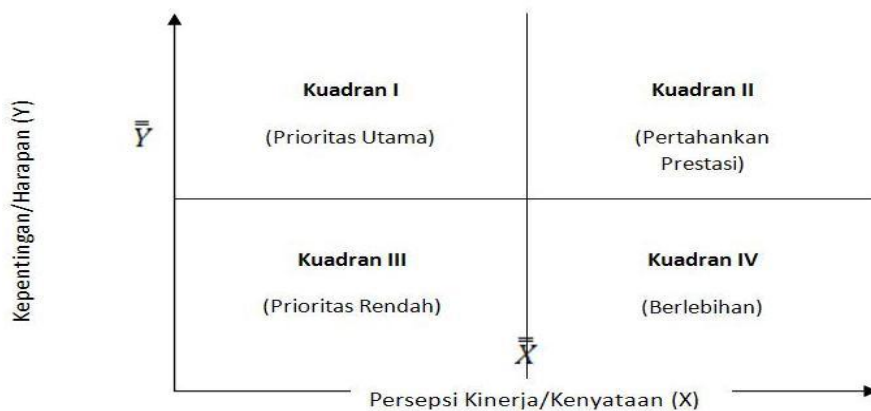 Kepentingan/Harapan (Y)
Y̿
Kuadran I
(Prioritas Utama)
Kuadran II
(Pertahankan
Prestasi)
Kuadran III
(Prioritas Rendah)
Kuadran IV
(Berlebihan)
X̿
Persepsi Kinerja/Kenyataan (X)